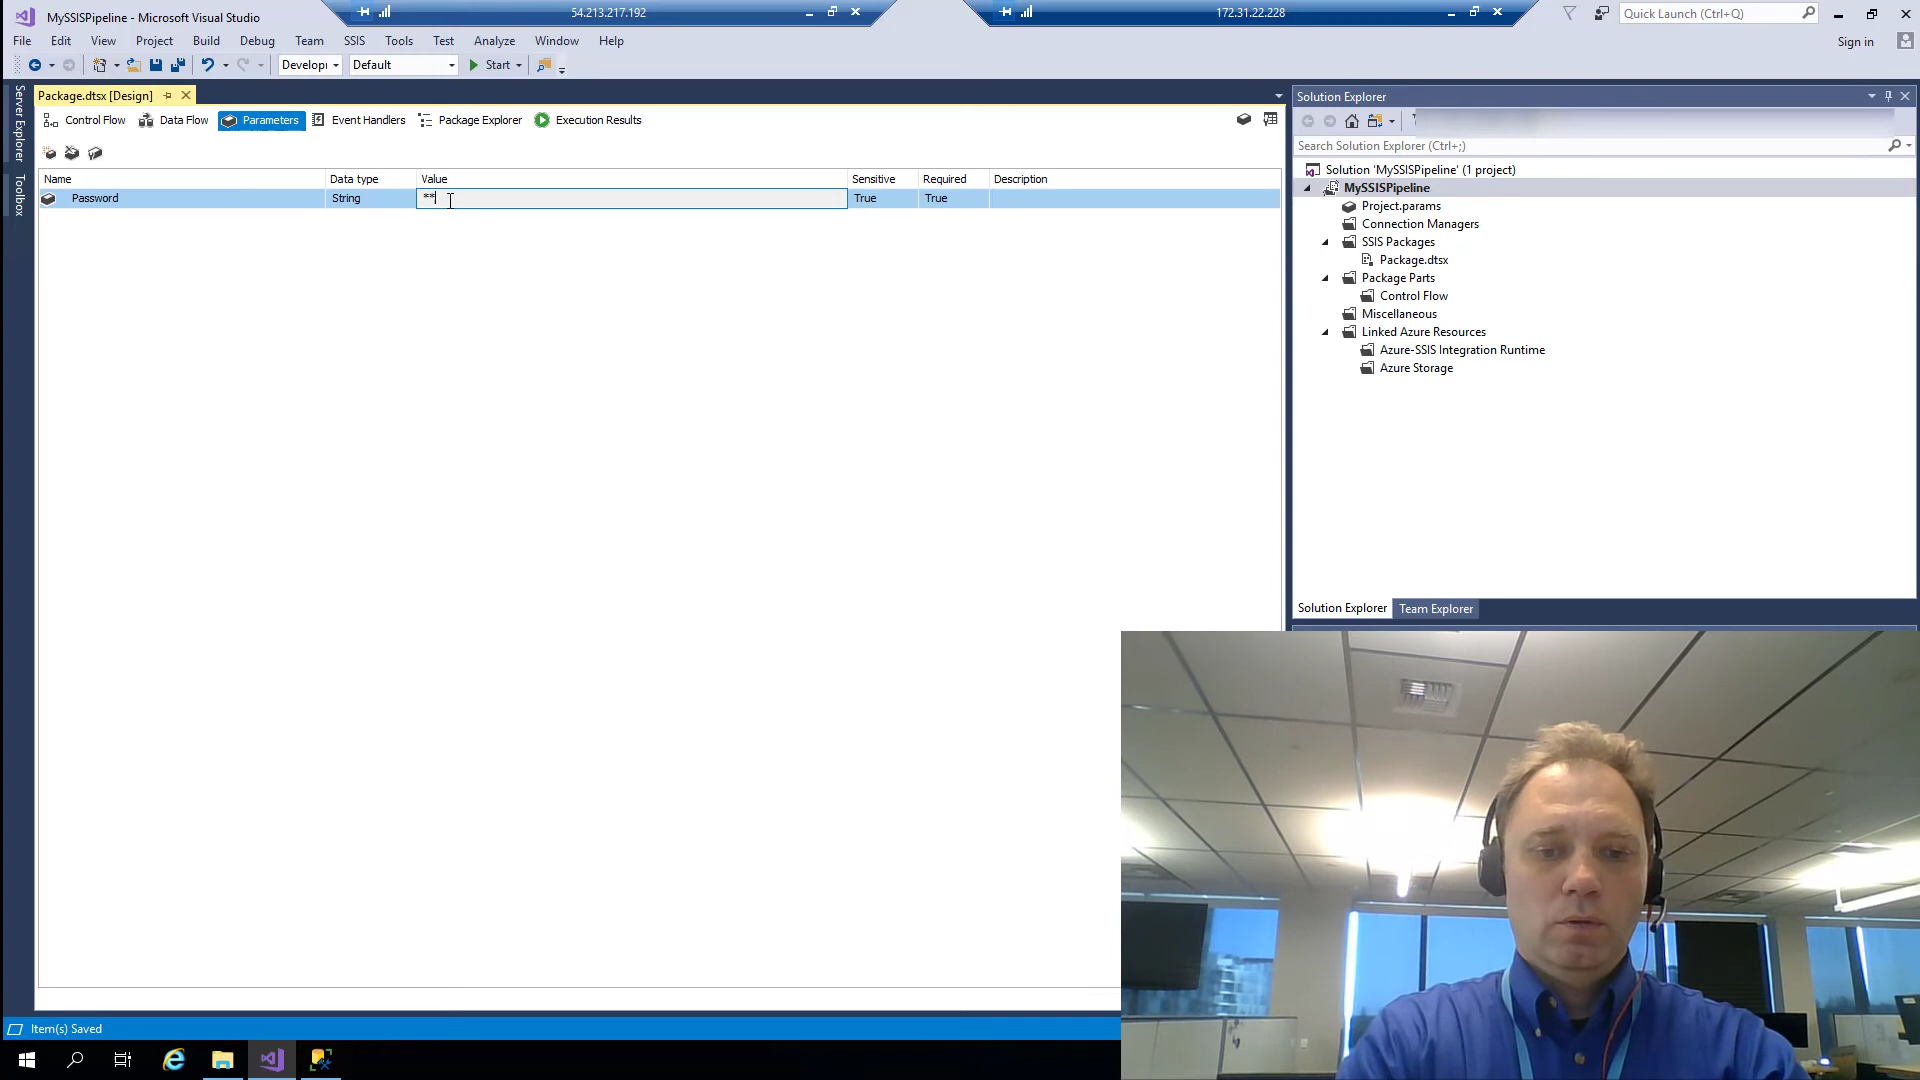 MySSISPipeline - Microsoft Visual Studio
54.213.217.192
172.31.22.228
Quick Launch (Ctrl+Q)
File Edit View Project Build Debug Team SSIS Tools Test Analyze Window Help
Sign in
Developı Default Start
Server Explorer
Toolbox
Package.dtsx [Design]
Control Flow Data Flow Parameters Event Handlers Package Explorer Execution Results
Name Data type Value Sensitive Required Description
Password String ** True True
Solution Explorer
Search Solution Explorer (Ctrl+;)
Solution 'MySSISPipeline' (1 project)
MySSISPipeline
Project.params
Connection Managers
SSIS Packages
Package.dtsx
Package Parts
Control Flow
Miscellaneous
Linked Azure Resources
Azure-SSIS Integration Runtime
Azure Storage
Solution Explorer Team Explorer
Item(s) Saved